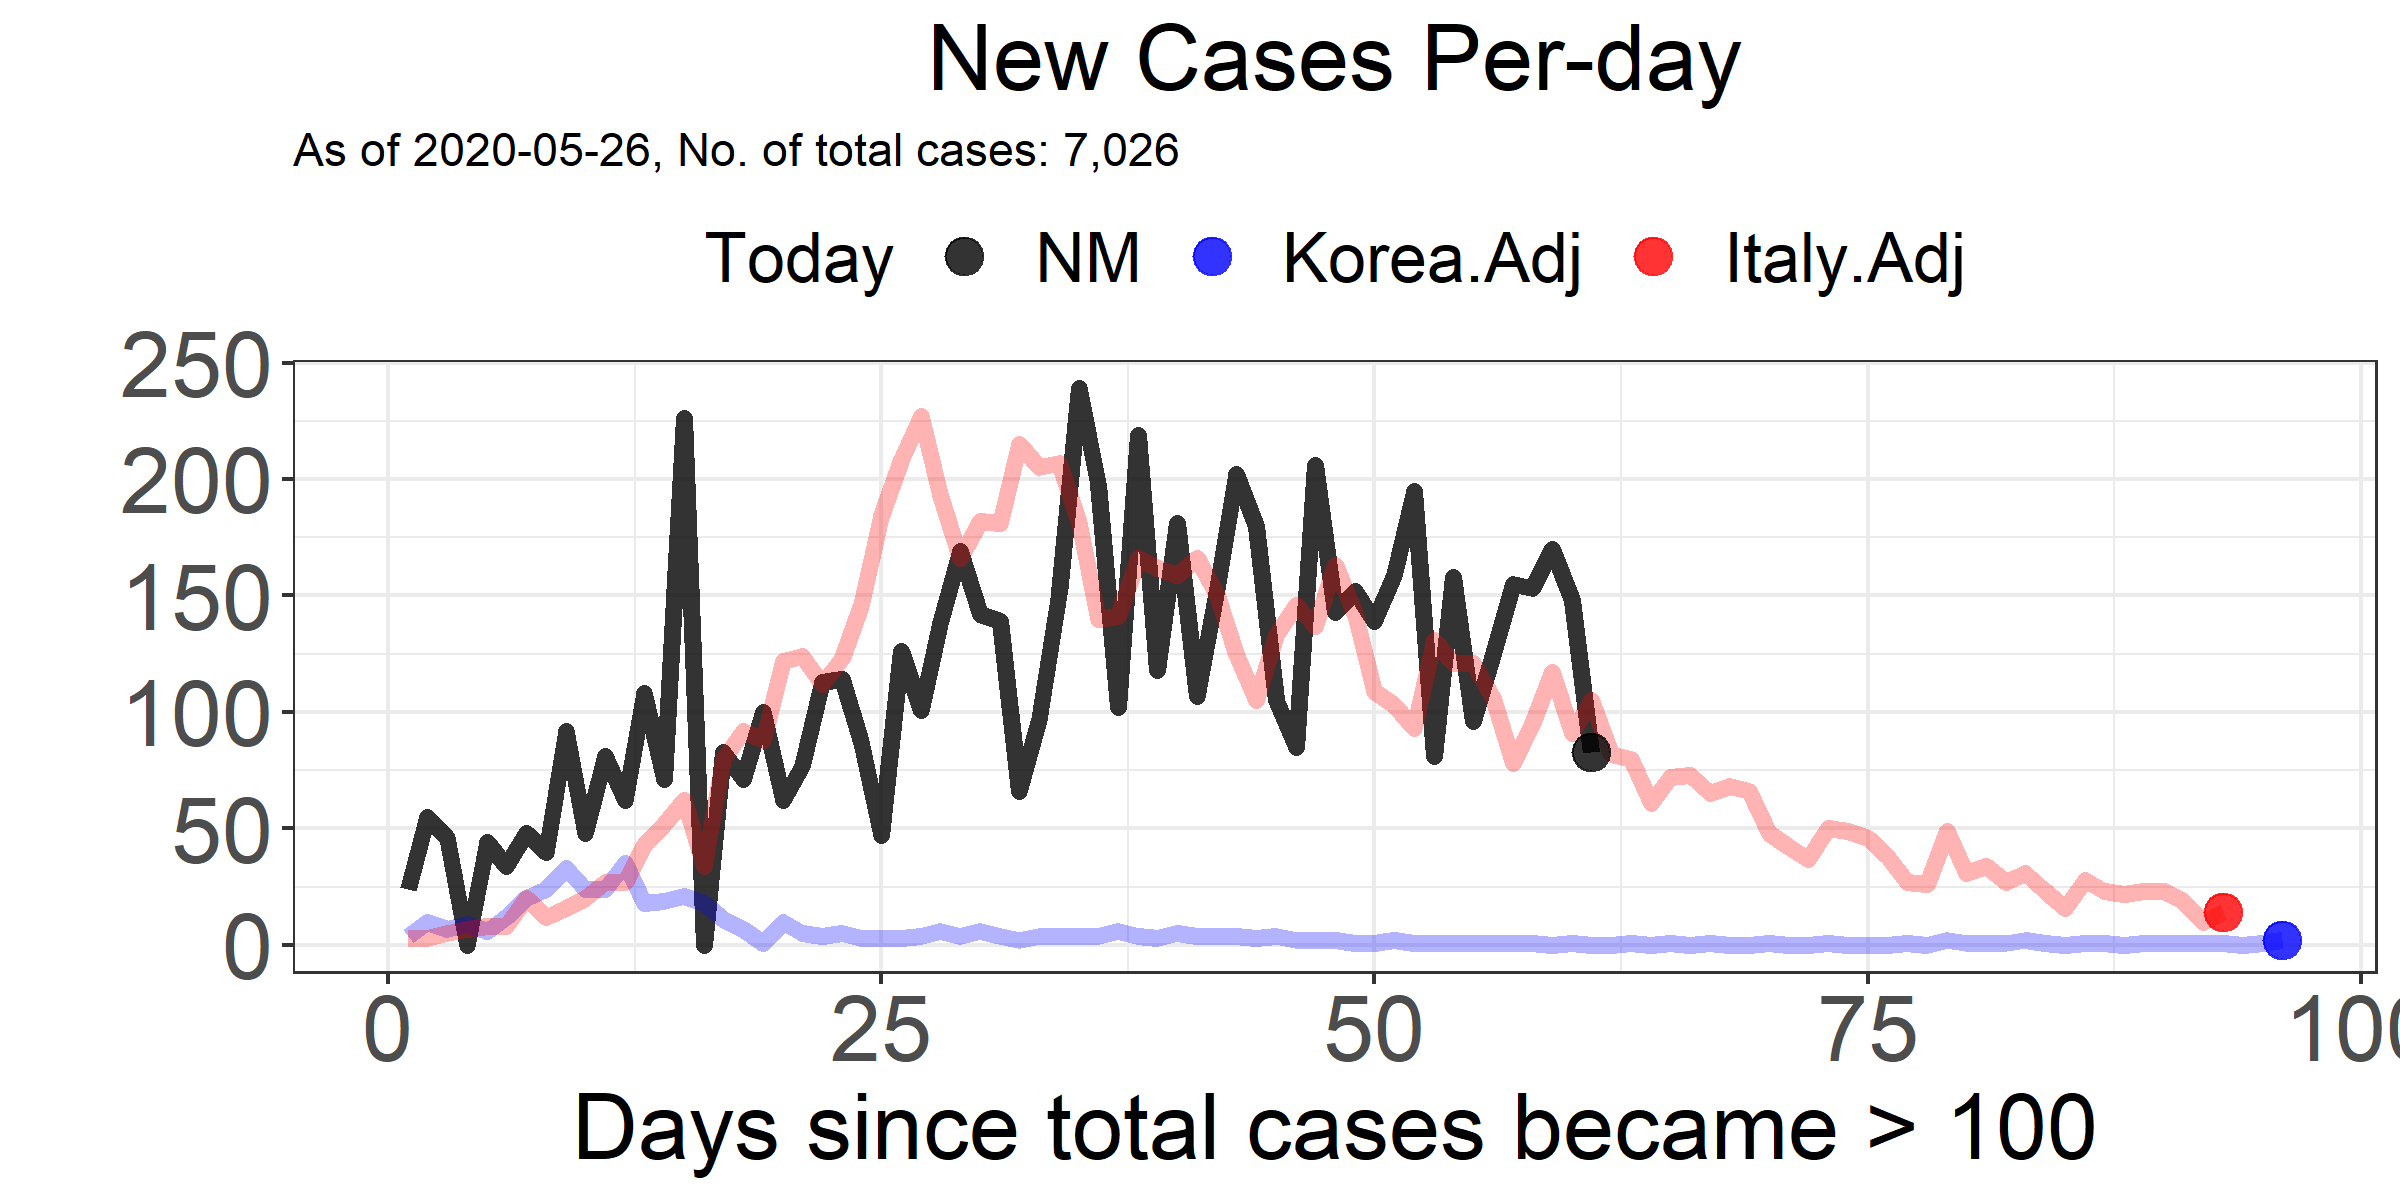 New Cases Per-day
As of 2020-05-26, No. of total cases: 7,026
Today NM Korea.Adj Italy.Adj
250
200
150
100
50
0
0 25 50 75 100
Days since total cases became > 100